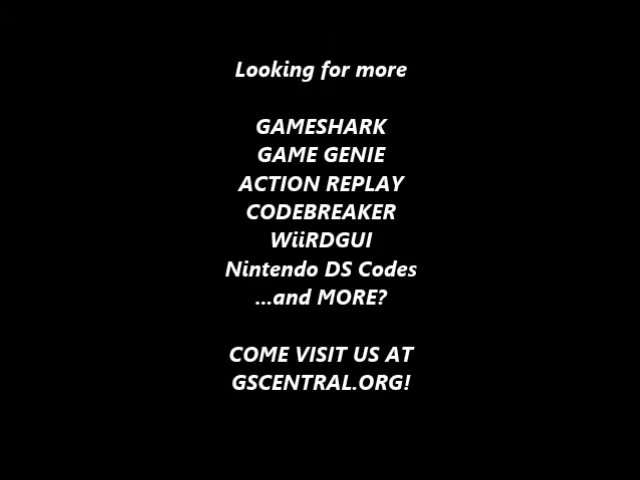 Looking for more
GAMESHARK
GAME GENIE
ACTION REPLAY
CODEBREAKER
WiiRDGUI
Nintendo DS Codes
...and MORE?
COME VISIT US AT
GSCENTRAL.ORG!